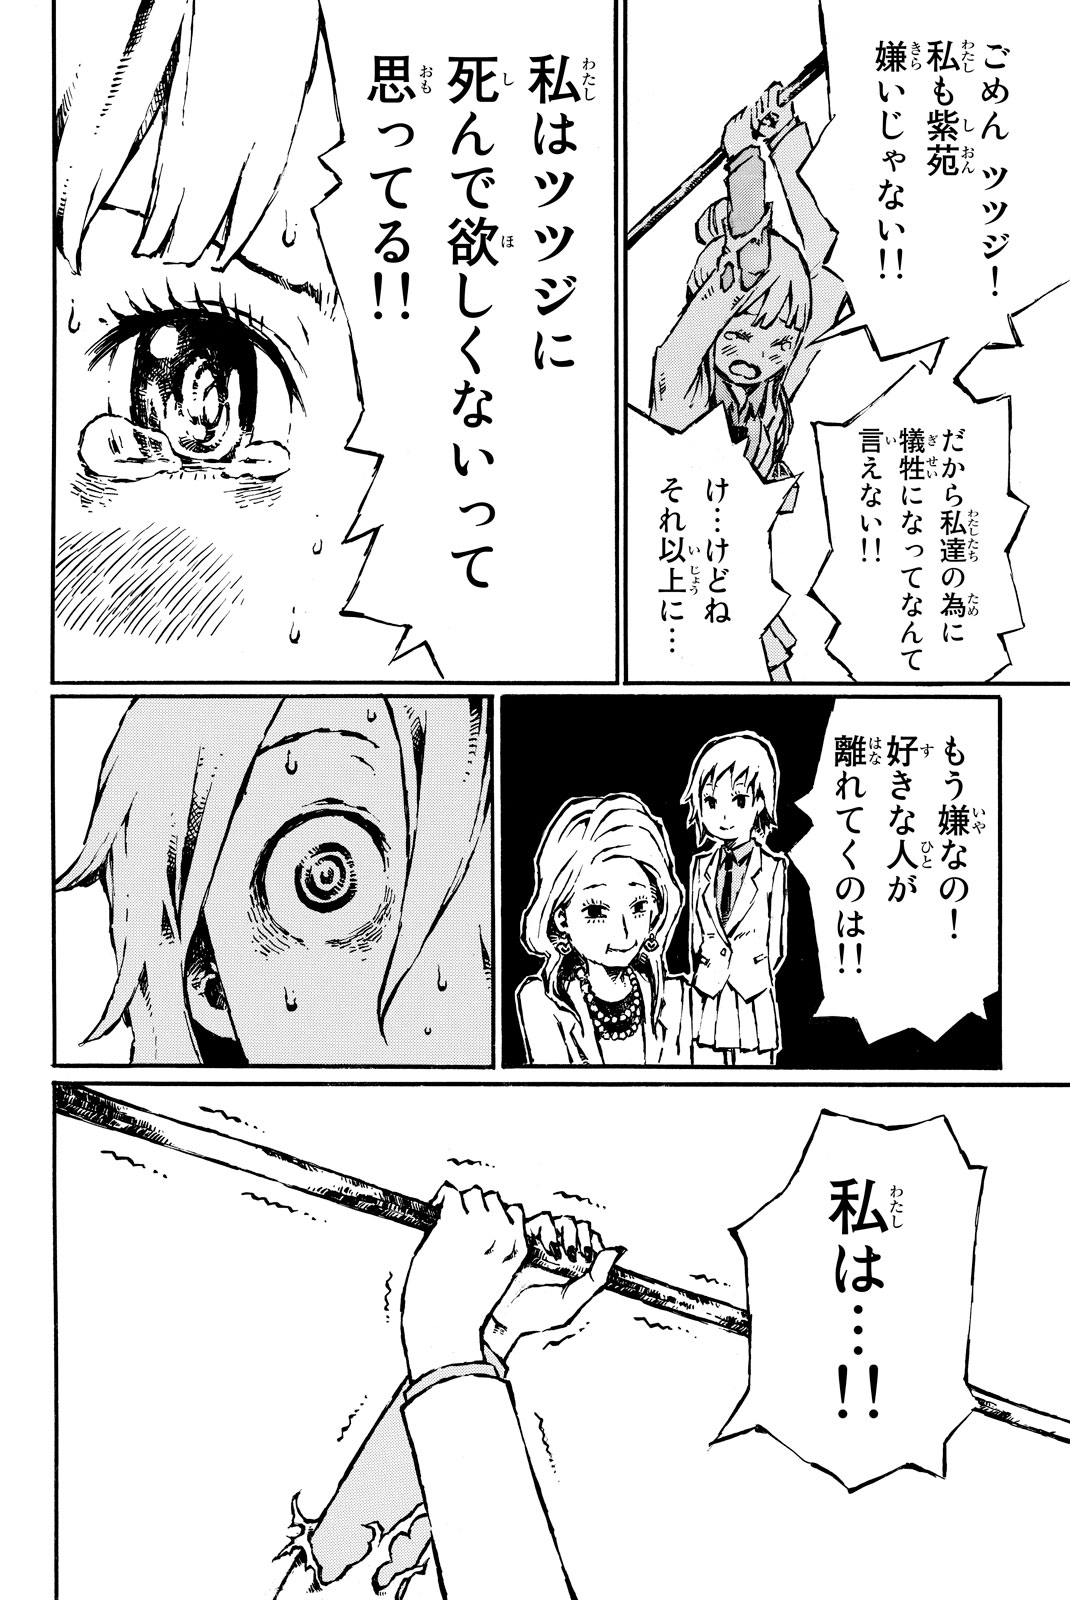 ごめんツツジ！
私も紫苑
嫌いじゃない!!
だから私達の為に
犠牲になってなんて
言えない!!
け…けどね
それ以上に…
私はツツジに
死んで欲しくないって
思ってる!!
もう嫌なの！
好きな人が
離れてくのは!!
私は…!!